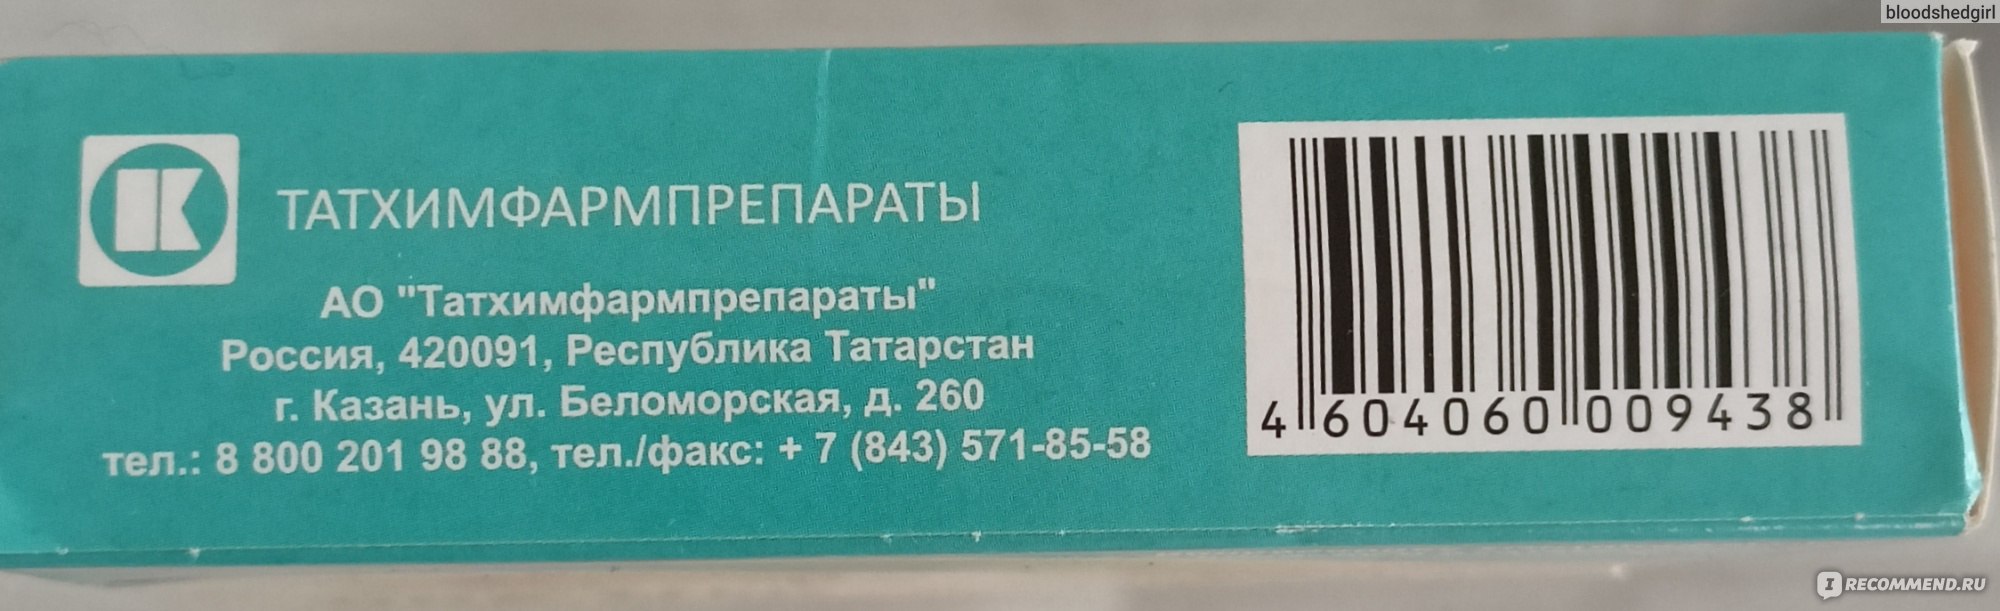 bloodshedgirl
К
ТАТХИМФАРМПРЕПАРАТЫ
АО "Татхимфармпрепараты"
Россия, 420091, Республика Татарстан
г. Казань, ул. Беломорская, д. 260
тел.: 8 800 201 98 88, тел./факс: + 7 (843) 571-85-58
4 604060 009438
IRECOMMEND.RU